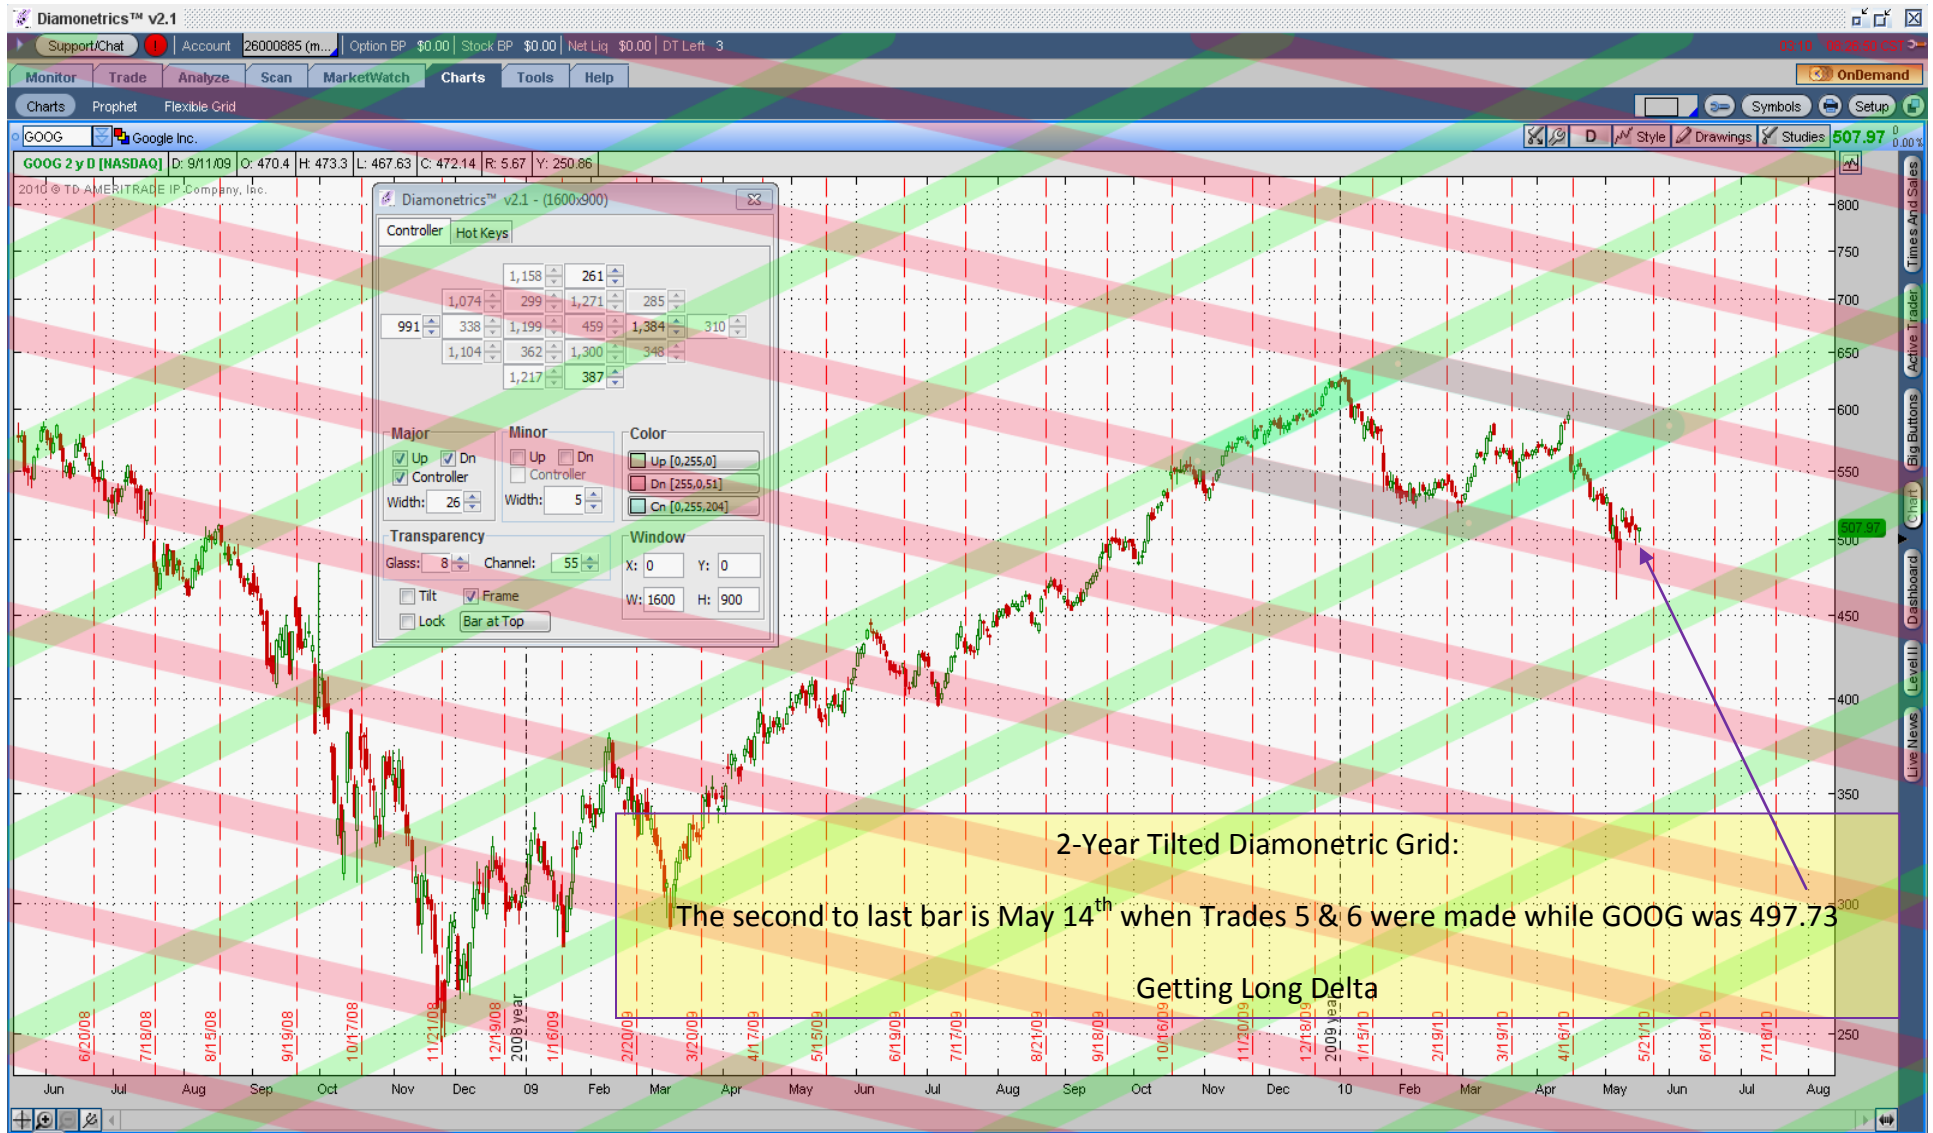 Diamonetrics™ v2.1
Support/Chat ! Account 26000885 (m... Option BP $0.00 Stock BP $0.00 Net Liq $0.00 DT Left 3
Monitor Trade Analyze Scan MarketWatch Charts Tools Help OnDemand
Charts Prophet Flexible Grid Symbols Setup
GOOG Google Inc. D Style Drawings Studies 507.97 0 0.00%
GOOG 2 y D [NASDAQ] D: 9/11/09 O: 470.4 H: 473.3 L: 467.63 C: 472.14 R: 5.67 Y: 250.86
2010 © TD AMERITRADE IP Company, Inc.
Diamonetrics™ v2.1 - (1600x900)
Controller Hot Keys
1,158 261
1,074 299 1,271 285
991 338 1,199 459 1,384 310
1,104 362 1,300 348
1,217 387
Major Minor Color
Up Dn Up Dn Up [0,255,0]
Controller Controller Dn [255,0,51]
Width: 26 Width: 5 Cn [0,255,204]
Transparency Window
Glass: 8 Channel: 55 X: 0 Y: 0
Tilt Frame W: 1600 H: 900
Lock Bar at Top
800
750
700
650
600
550
507.97
500
450
400
350
300
250
Times And Sales
Active Trader
Big Buttons
Chart
Dashboard
Level II
Live News
2-Year Tilted Diamonetric Grid:
The second to last bar is May 14th when Trades 5 & 6 were made while GOOG was 497.73
Getting Long Delta
6/20/08 7/18/08 8/15/08 9/19/08 10/17/08 11/21/08 12/19/08 2008 year 1/16/09 2/20/09 3/20/09 4/17/09 5/15/09 6/19/09 7/17/09 8/21/09 9/18/09 10/16/09 11/20/09 12/18/09 2009 year 1/15/10 2/19/10 3/19/10 4/16/10 5/21/10 6/18/10 7/16/10
Jun Jul Aug Sep Oct Nov Dec 09 Feb Mar Apr May Jun Jul Aug Sep Oct Nov Dec 10 Feb Mar Apr May Jun Jul Aug